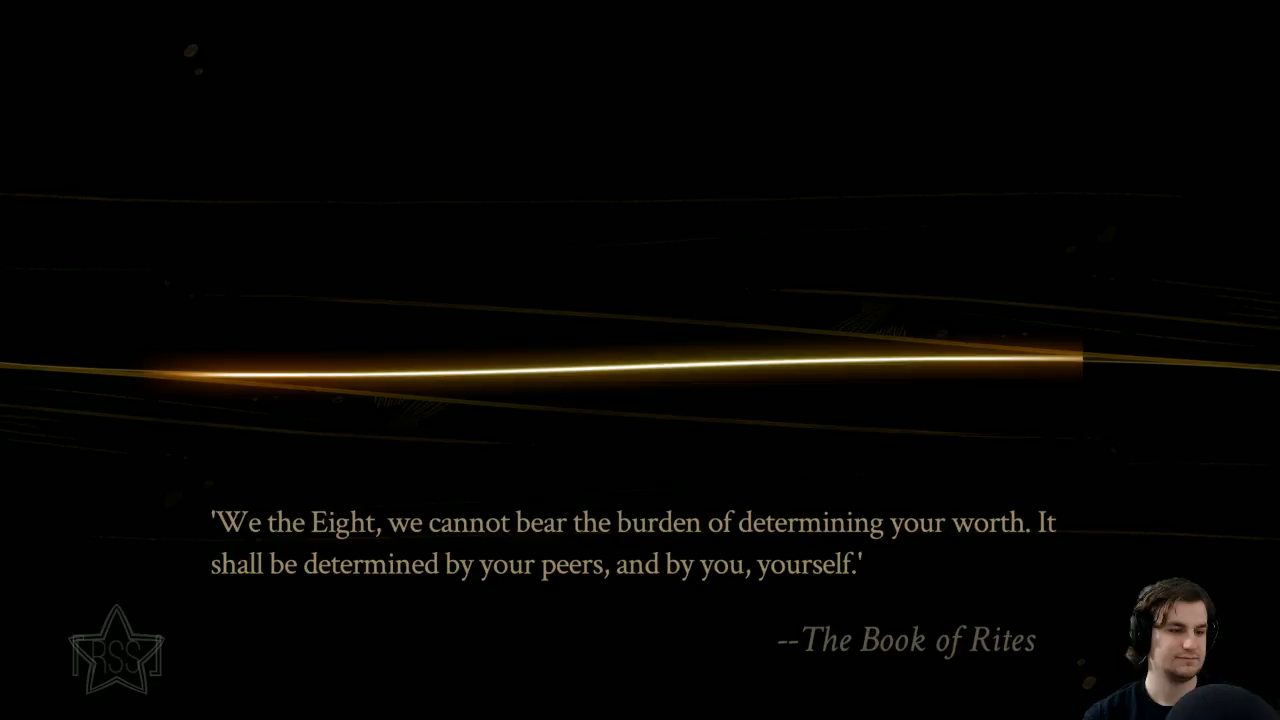 'We the Eight, we cannot bear the burden of determining your worth. It
shall be determined by your peers, and by you, yourself.'
--The Book of Rites
RSS